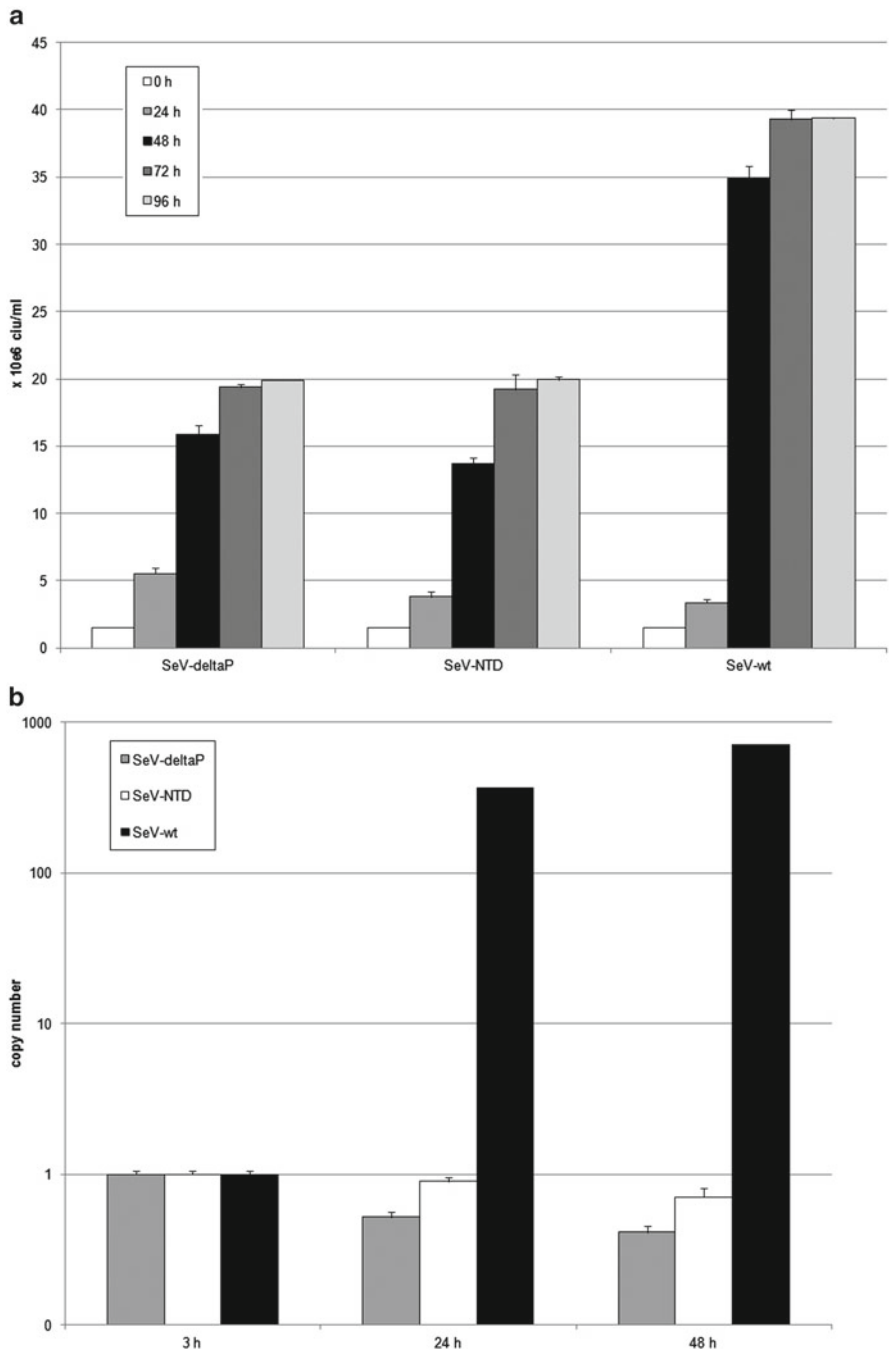 a
45
40
35
30
25
20
15
10
5
0
x 10e6 clu/ml
0 h
24 h
48 h
72 h
96 h
SeV-deltaP
SeV-NTD
SeV-wt
b
1000
100
10
1
0
copy number
SeV-deltaP
SeV-NTD
SeV-wt
3 h
24 h
48 h